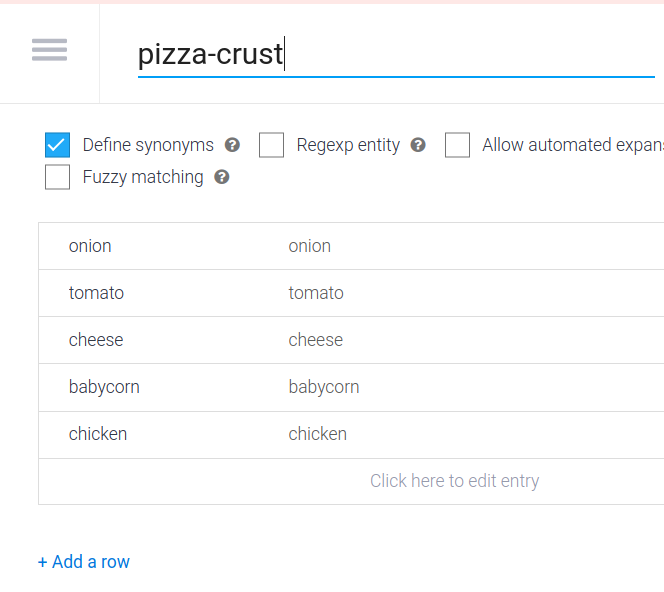 pizza-crust
Define synonyms ? Regexp entity ? Allow automated expan
Fuzzy matching ?
onion onion
tomato tomato
cheese cheese
babycorn babycorn
chicken chicken
Click here to edit entry
+ Add a row